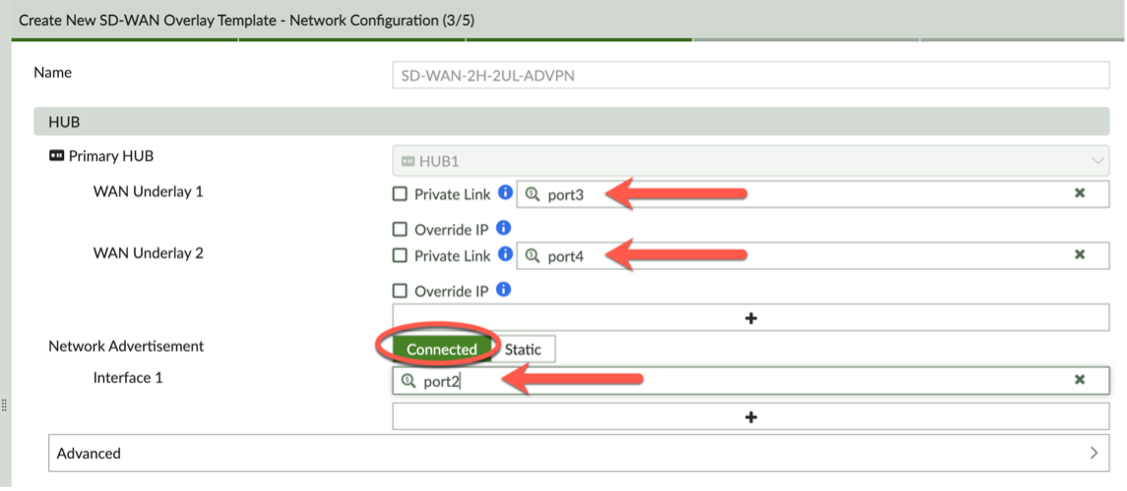 Create New SD-WAN Overlay Template - Network Configuration (3/5)
Name
SD-WAN-2H-2UL-ADVPN
HUB
Primary HUB
HUB1
WAN Underlay 1
Private Link
port3
Override IP
WAN Underlay 2
Private Link
port4
Override IP
+
Network Advertisement
Connected
Static
Interface 1
port2
+
Advanced